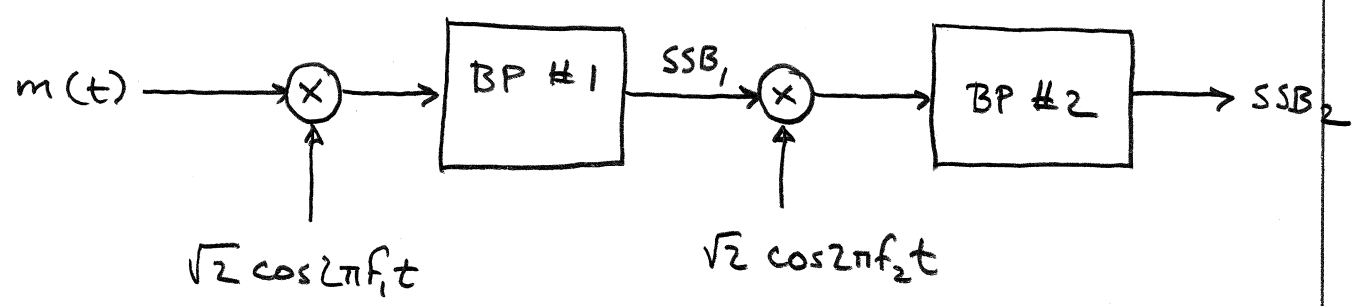 m(t) BP #1 SSB₁ BP #2 SSB₂
√2 cos2πf₁t √2 cos2πf₂t